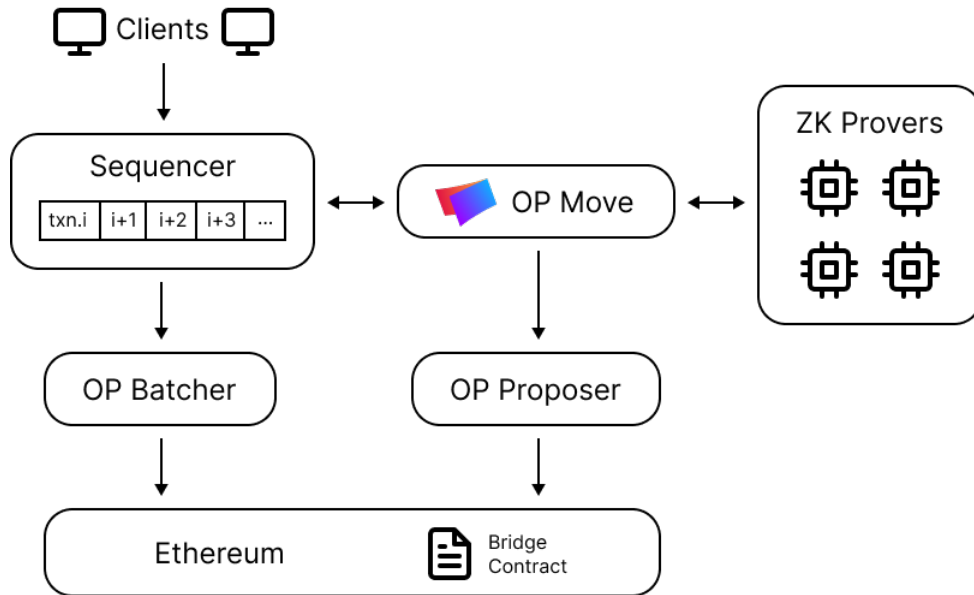 Clients
Sequencer
txn.i i+1 i+2 i+3 ...
OP Move
ZK Provers
OP Batcher
OP Proposer
Ethereum
Bridge
Contract